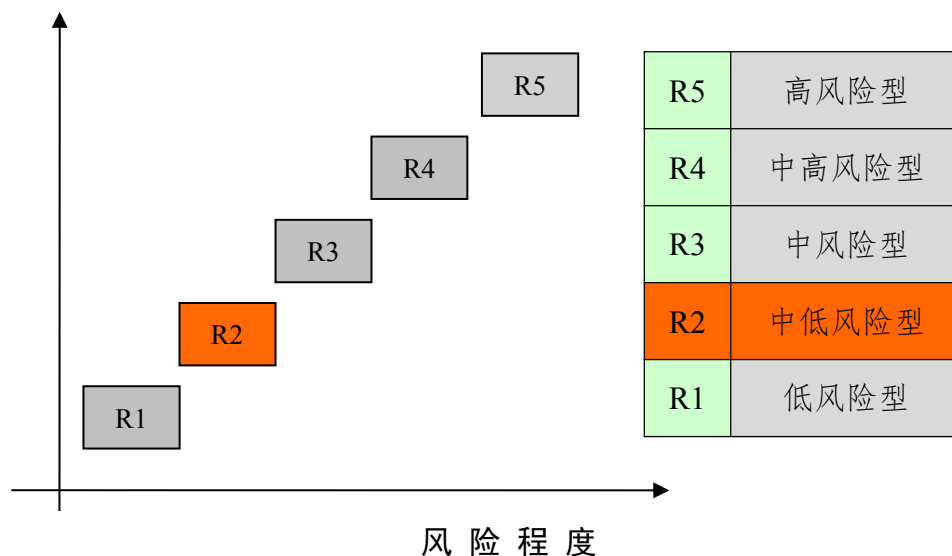 R5
R4
R3
R2
R1
R5 高风险型
R4 中高风险型
R3 中风险型
R2 中低风险型
R1 低风险型
风险程度